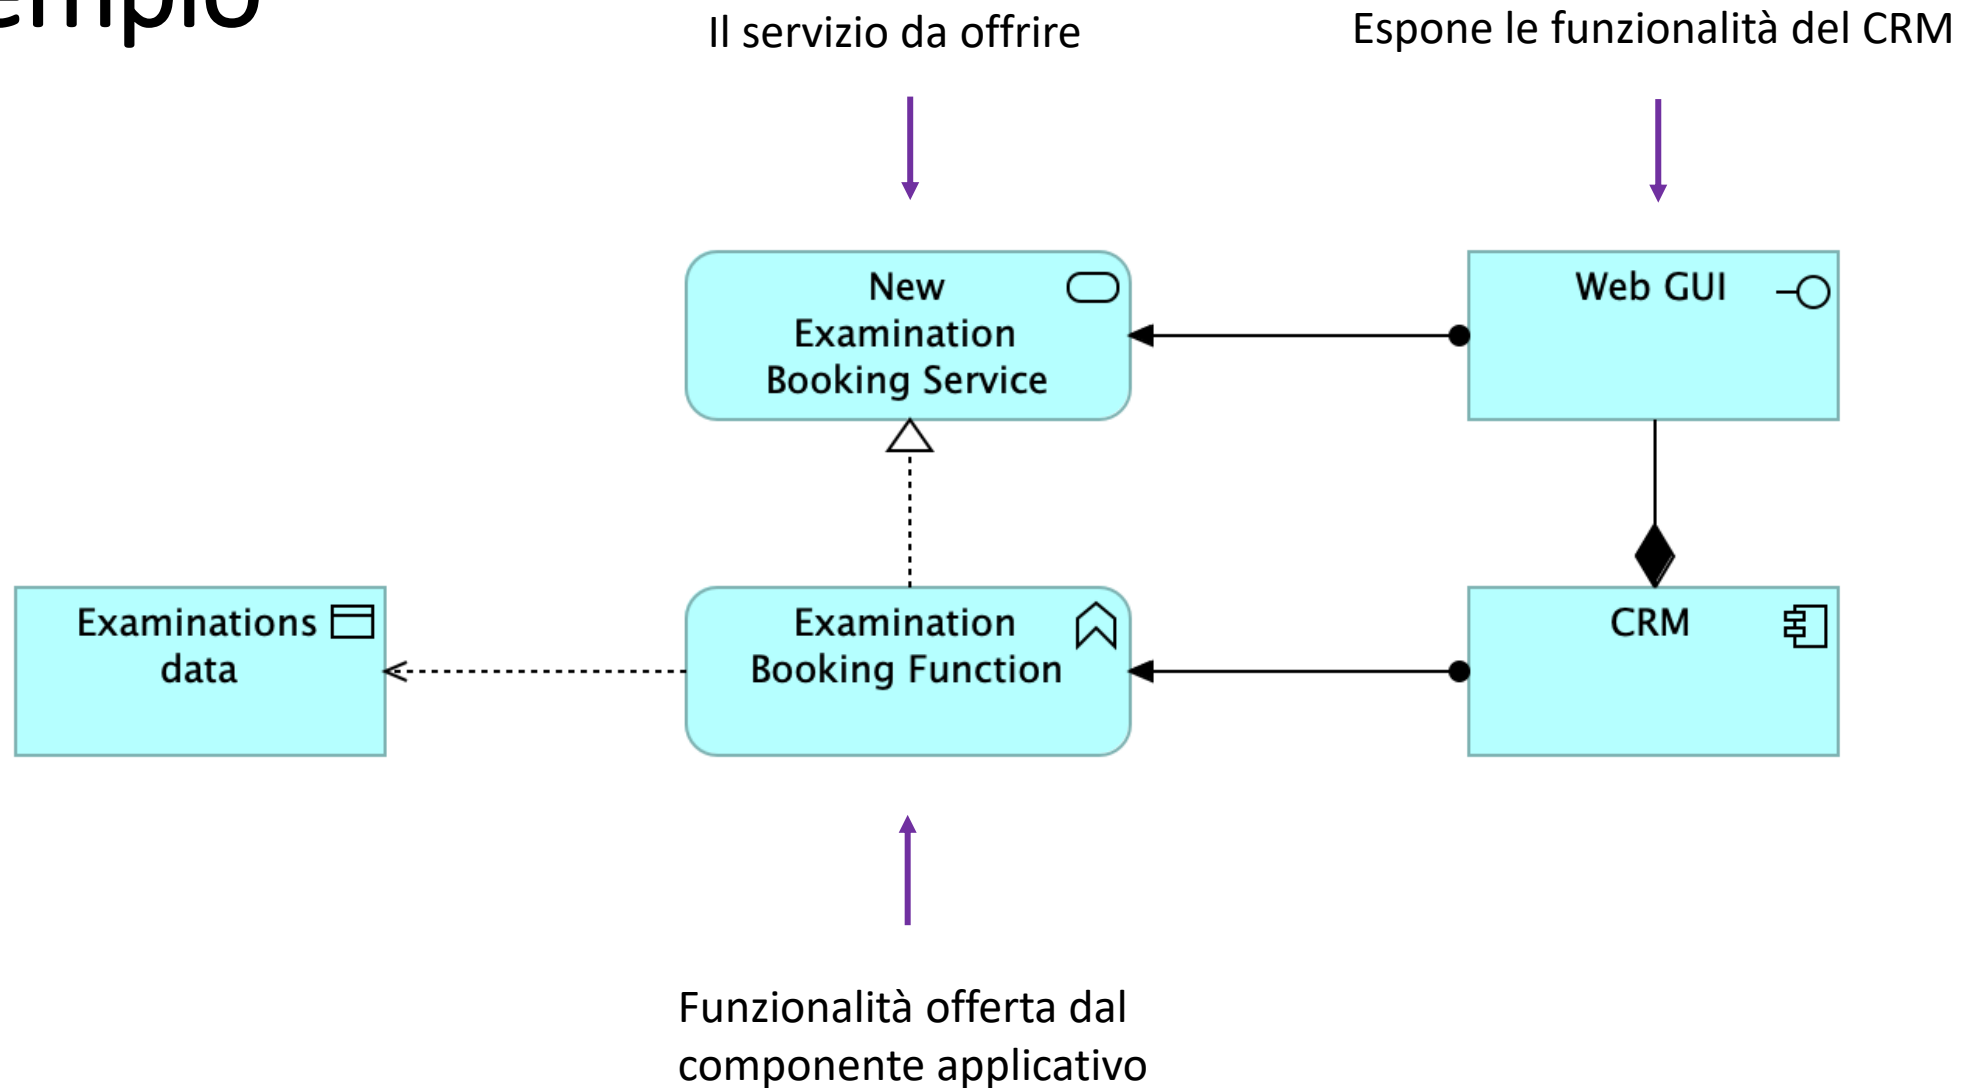 Il servizio da offrire
Espone le funzionalità del CRM
New
Examination
Booking Service
Web GUI
Examinations
data
Examination
Booking Function
CRM
Funzionalità offerta dal
componente applicativo